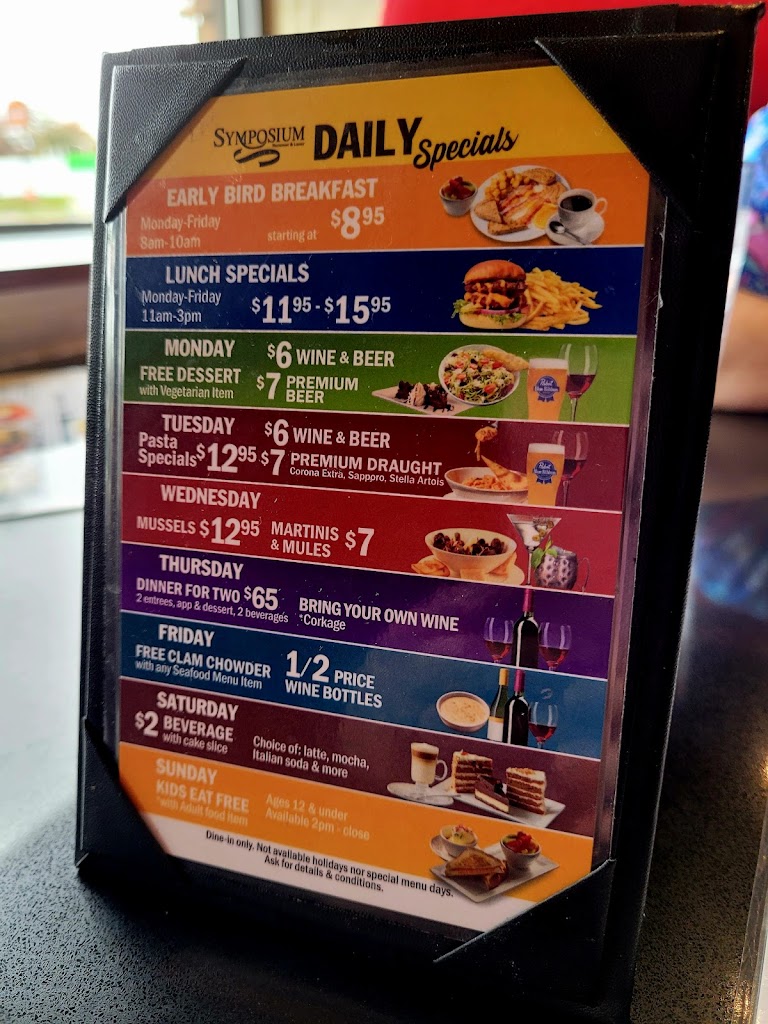 SYMPOSIUM DAILY Specials
EARLY BIRD BREAKFAST
Monday-Friday
8am-10am
starting at $8.95
LUNCH SPECIALS
Monday-Friday
11am-3pm
$11.95 - $15.95
MONDAY
FREE DESSERT
with Vegetarian Item
$6 WINE & BEER
$7 PREMIUM
BEER
TUESDAY
Pasta
Specials $12.95
$6 WINE & BEER
$7 PREMIUM DRAUGHT
Corona Extra, Sapporo, Stella Artois
WEDNESDAY
MUSSELS $12.95
MARTINIS
& MULES $7
THURSDAY
DINNER FOR TWO $65
2 entrees, app & dessert, 2 beverages
BRING YOUR OWN WINE
*Corkage
FRIDAY
FREE CLAM CHOWDER
with any Seafood Menu Item
1/2 PRICE
WINE BOTTLES
SATURDAY
$2 BEVERAGE
with cake slice
Choice of: latte, mocha,
Italian soda & more
SUNDAY
KIDS EAT FREE
*with Adult food item
Ages 12 & under
Available 2pm - close
Dine-in only. Not available holidays nor special menu days.
Ask for details & conditions.